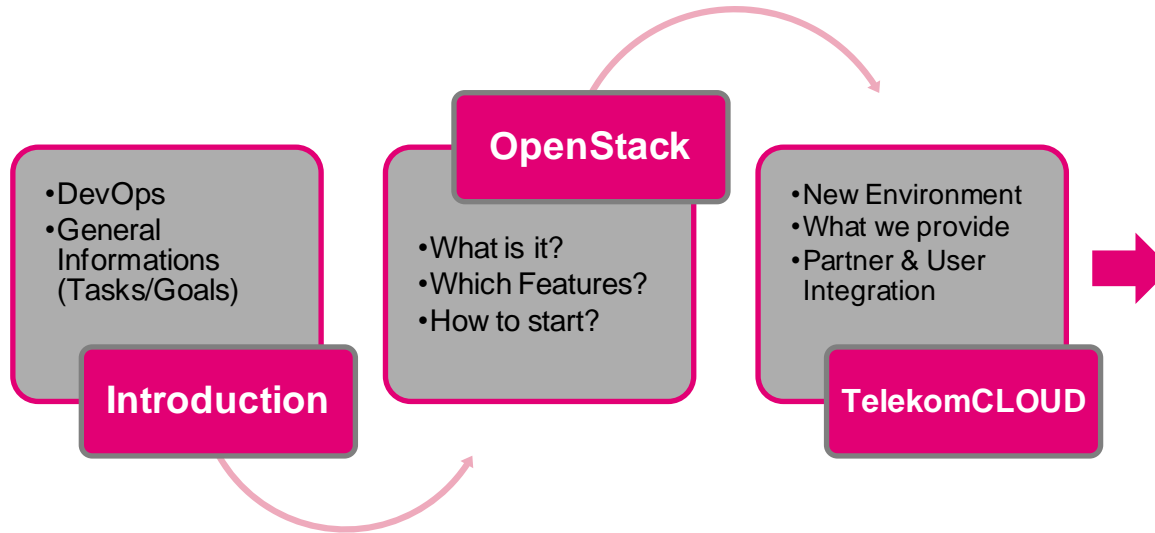 •DevOps
•General
Informations
(Tasks/Goals)
Introduction
OpenStack
•What is it?
•Which Features?
•How to start?
•New Environment
•What we provide
•Partner & User
Integration
TelekomCLOUD